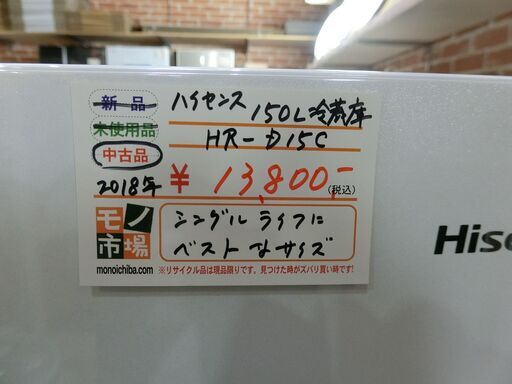 新品
未使用品
中古品
ハイセンス 150L冷蔵庫
HR-D15C
2018年 ¥13,800-
(税込)
モノ市場
monoichiba.com
シングルライフに
ベストなサイズ
※リサイクル品は現品限りです。見つけた時がズバリ買い時です!
Hise